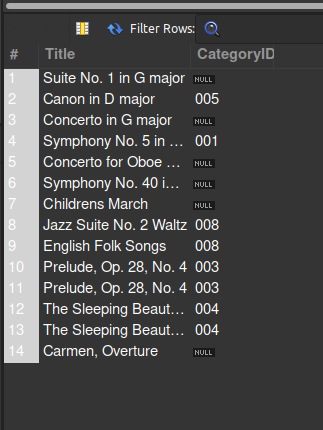 Filter Rows:
# Title CategoryID
1 Suite No. 1 in G major NULL
2 Canon in D major 005
3 Concerto in G major NULL
4 Symphony No. 5 in ... 001
5 Concerto for Oboe ... NULL
6 Symphony No. 40 i... NULL
7 Childrens March NULL
8 Jazz Suite No. 2 Waltz 008
9 English Folk Songs 008
10 Prelude, Op. 28, No. 4 003
11 Prelude, Op. 28, No. 4 003
12 The Sleeping Beaut... 004
13 The Sleeping Beaut... 004
14 Carmen, Overture NULL